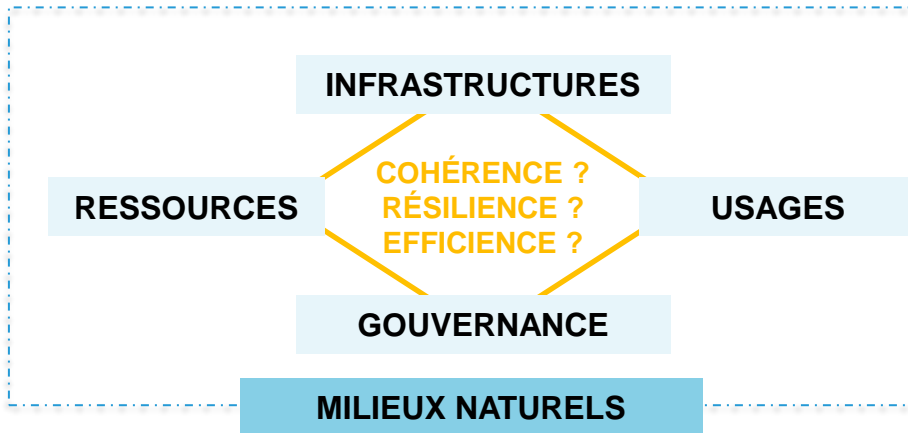 INFRASTRUCTURES
COHÉRENCE ?
RESSOURCES
RÉSILIENCE ?
USAGES
EFFICIENCE ?
GOUVERNANCE
MILIEUX NATURELS